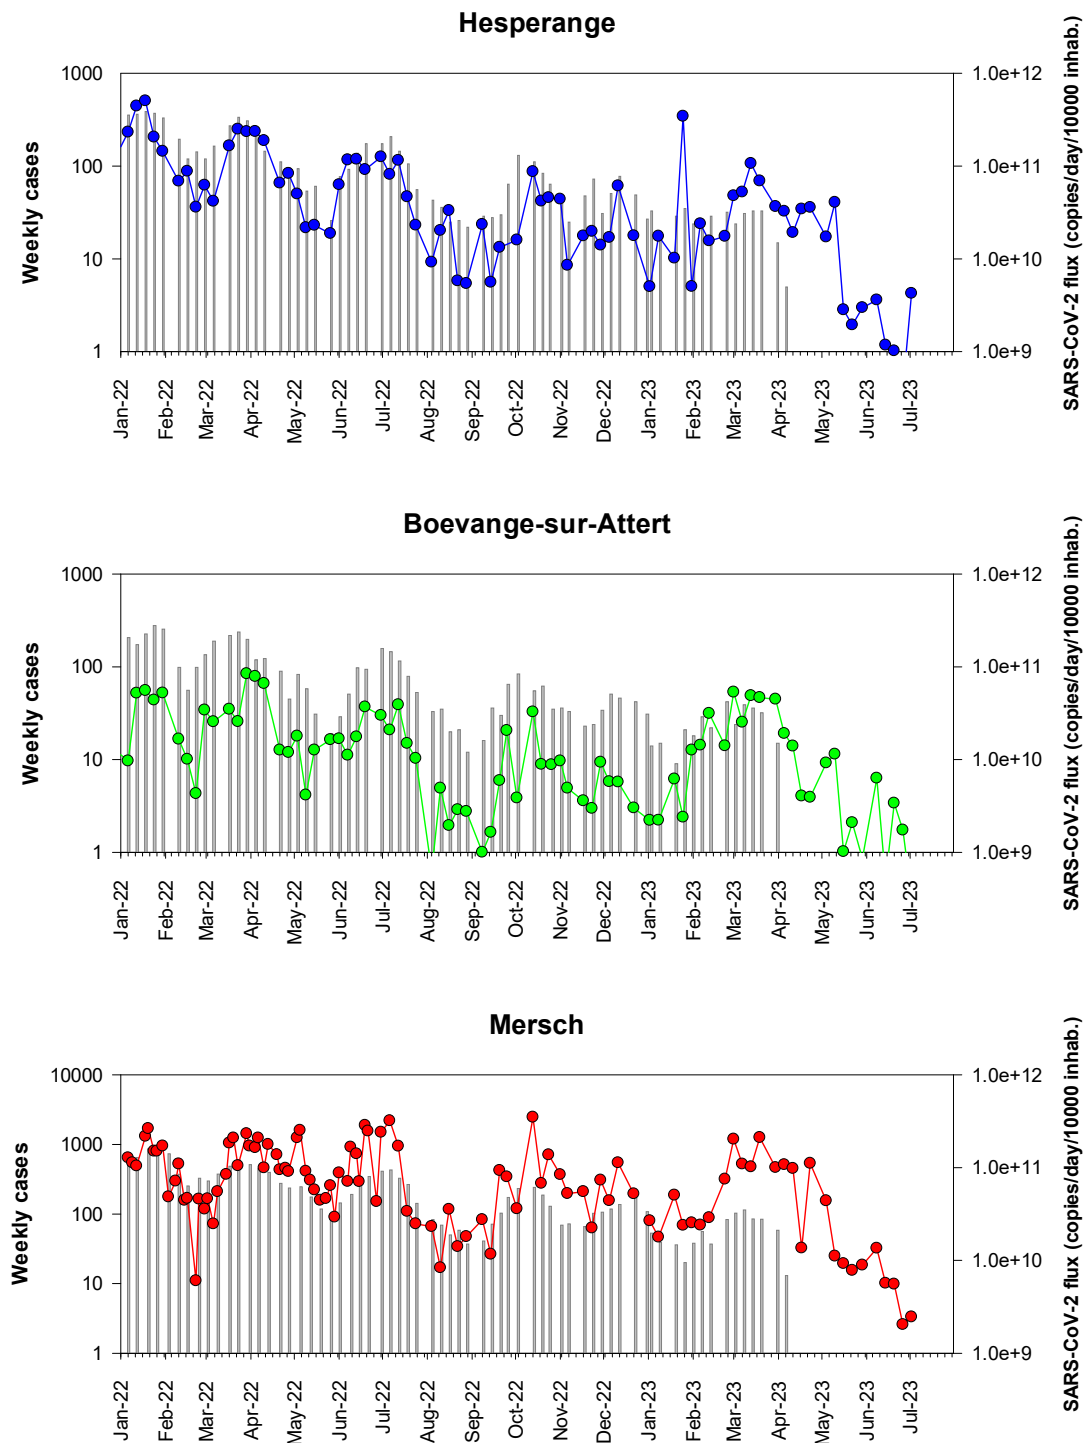 Hesperange
Weekly cases
1000
100
10
1
1.0e+12
1.0e+11
1.0e+10
1.0e+9
SARS-CoV-2 flux (copies/day/10000 inhab.)
Jan-22
Feb-22
Mar-22
Apr-22
May-22
Jun-22
Jul-22
Aug-22
Sep-22
Oct-22
Nov-22
Dec-22
Jan-23
Feb-23
Mar-23
Apr-23
May-23
Jun-23
Jul-23
Boevange-sur-Attert
Weekly cases
1000
100
10
1
1.0e+12
1.0e+11
1.0e+10
1.0e+9
SARS-CoV-2 flux (copies/day/10000 inhab.)
Jan-22
Feb-22
Mar-22
Apr-22
May-22
Jun-22
Jul-22
Aug-22
Sep-22
Oct-22
Nov-22
Dec-22
Jan-23
Feb-23
Mar-23
Apr-23
May-23
Jun-23
Jul-23
Mersch
Weekly cases
10000
1000
100
10
1
1.0e+12
1.0e+11
1.0e+10
1.0e+9
SARS-CoV-2 flux (copies/day/10000 inhab.)
Jan-22
Feb-22
Mar-22
Apr-22
May-22
Jun-22
Jul-22
Aug-22
Sep-22
Oct-22
Nov-22
Dec-22
Jan-23
Feb-23
Mar-23
Apr-23
May-23
Jun-23
Jul-23